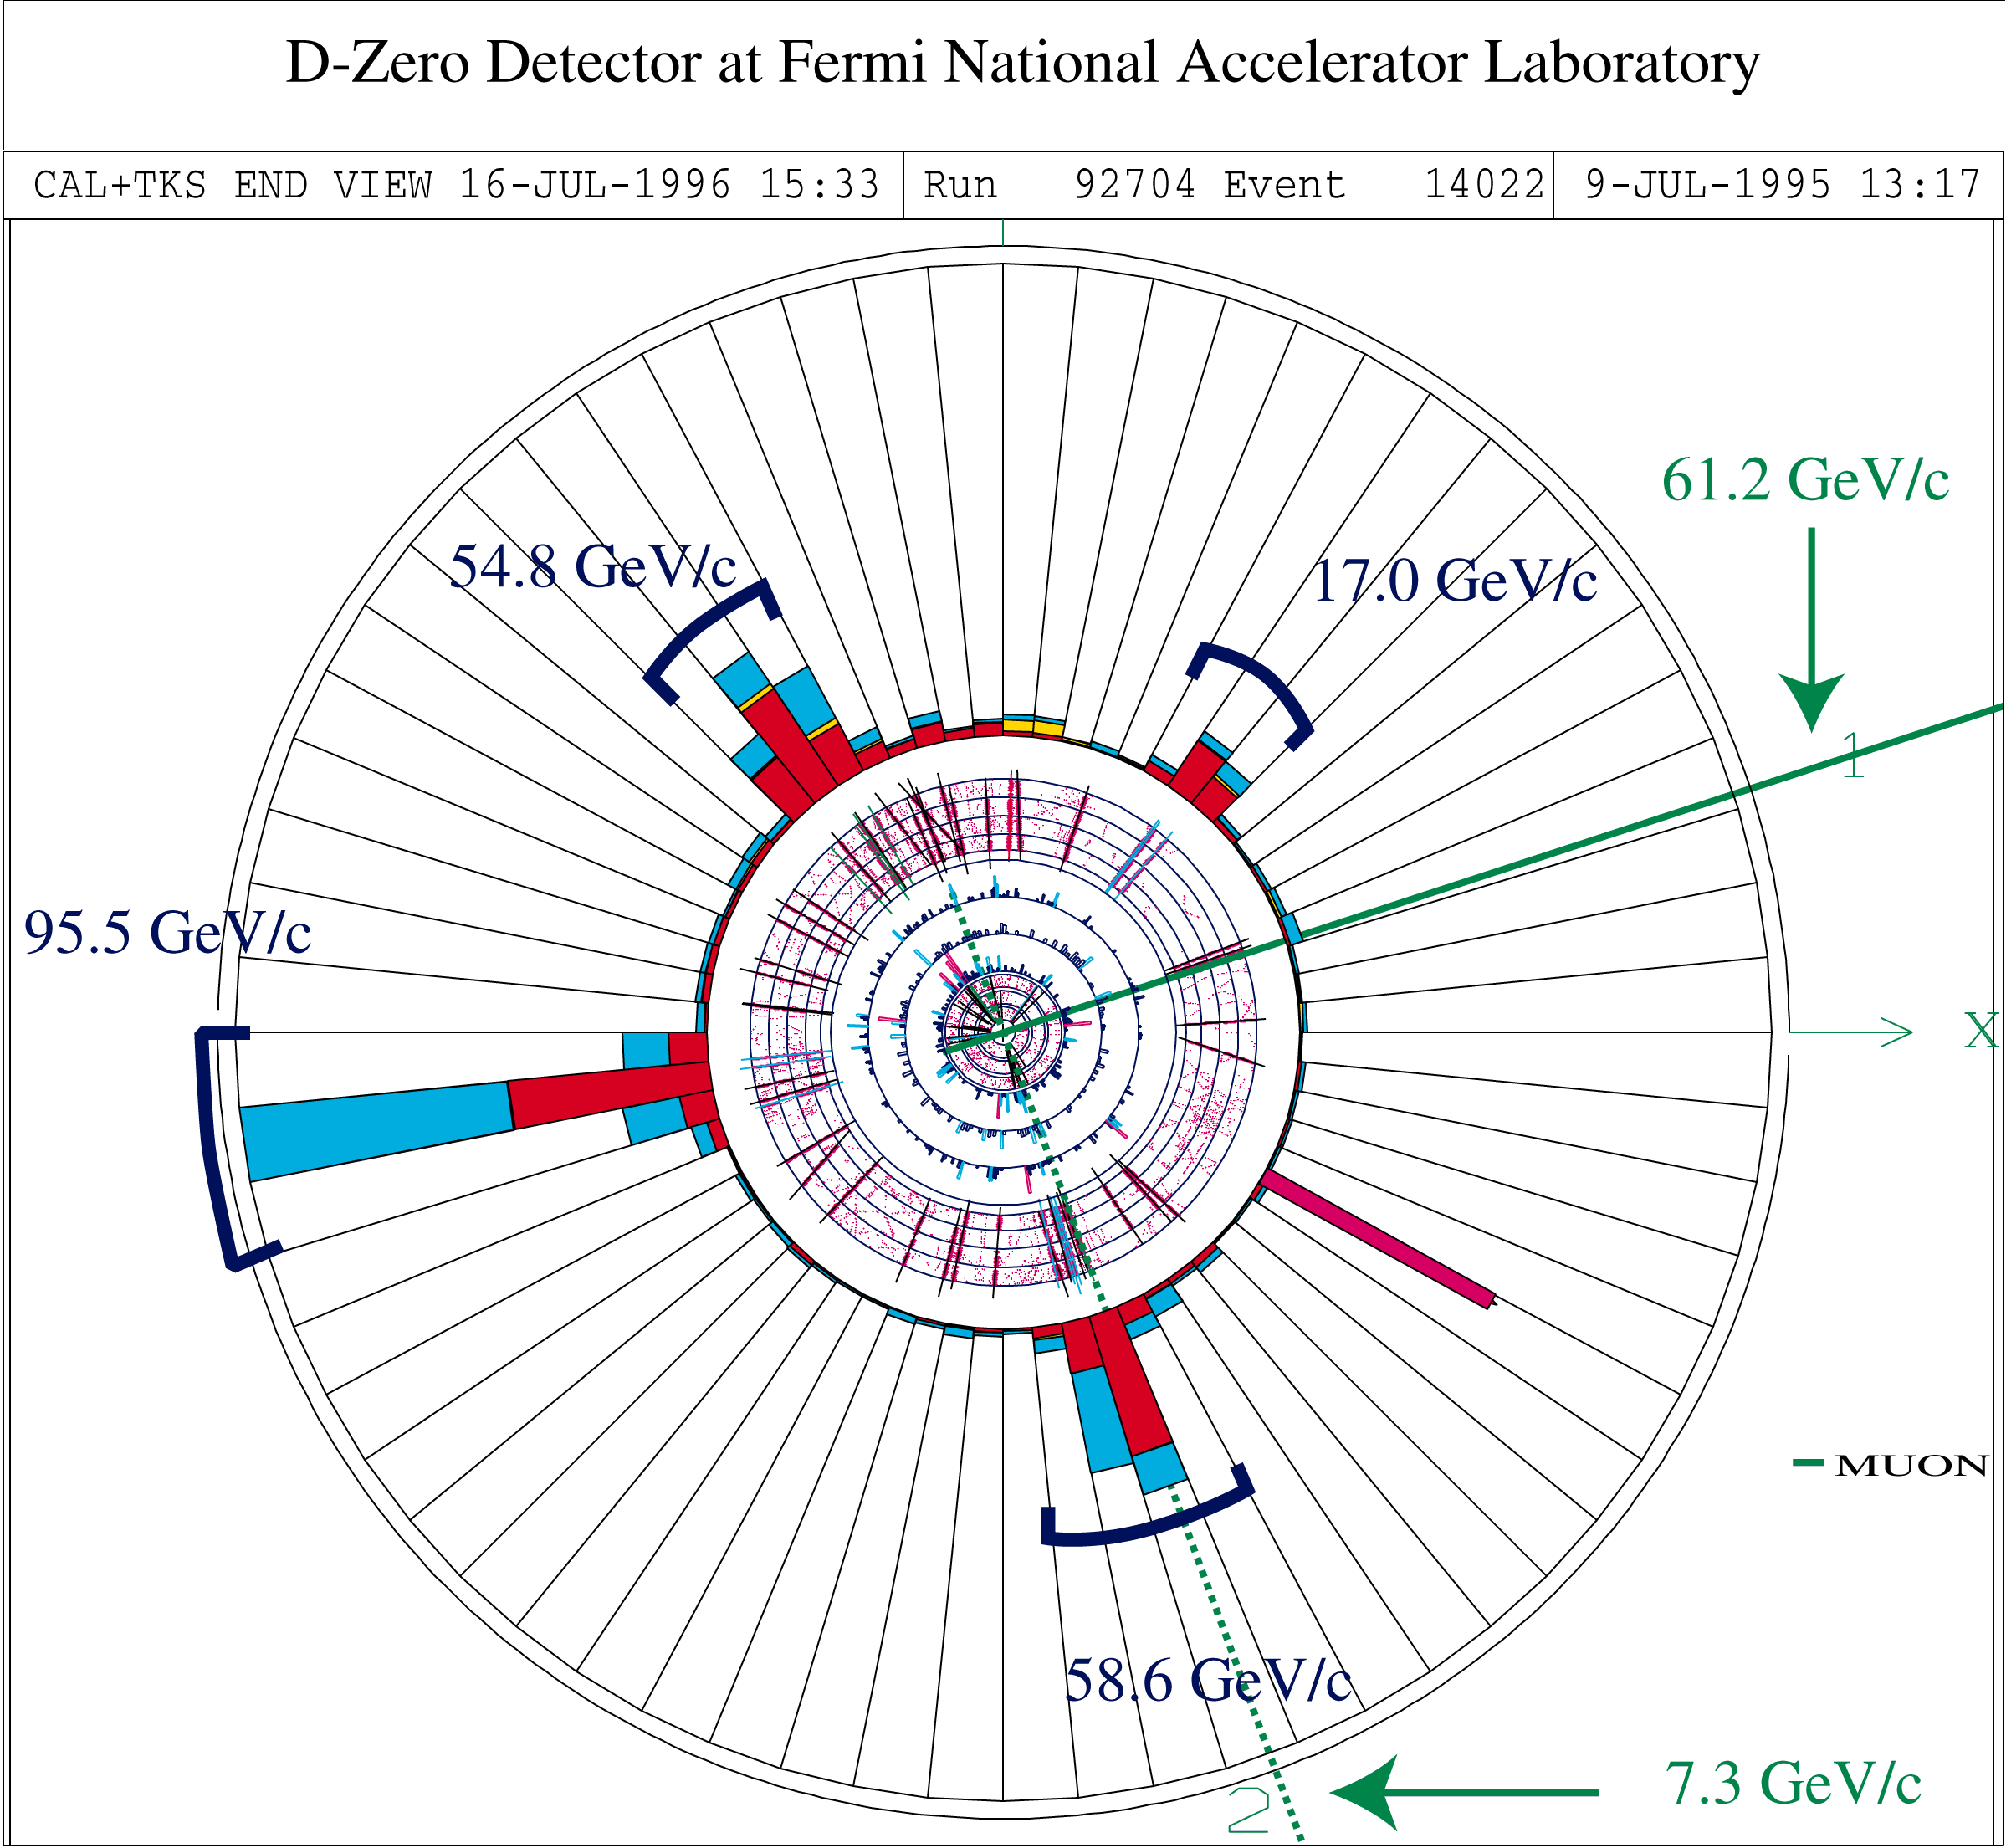 D-Zero Detector at Fermi National Accelerator Laboratory
CAL+TKS END VIEW 16-JUL-1996 15:33 Run 92704 Event 14022 9-JUL-1995 13:17
61.2 GeV/c
54.8 GeV/c
17.0 GeV/c
1
95.5 GeV/c
X
MUON
58.6 GeV/c
7.3 GeV/c
2